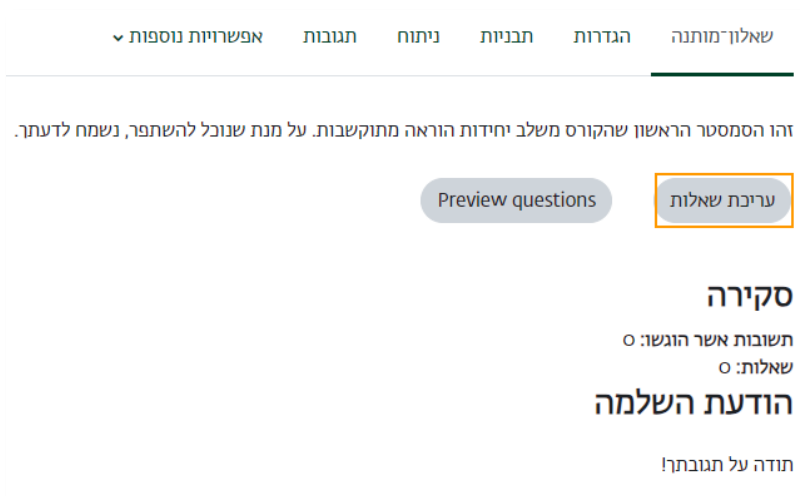 שאלון־מותנה הגדרות תבניות ניתוח תגובות אפשרויות נוספות
זהו הסמסטר הראשון שהקורס משלב יחידות הוראה מתוקשבות. על מנת שנוכל להשתפר, נשמח לדעתך.
עריכת שאלות Preview questions
סקירה
תשובות אשר הוגשו: 0
שאלות: 0
הודעת השלמה
תודה על תגובתך!